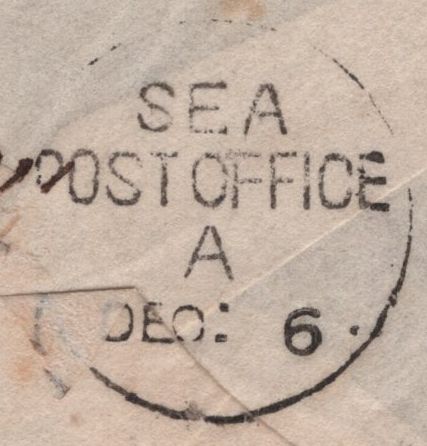 SEA
POST OFFICE
A
DEC: 6.